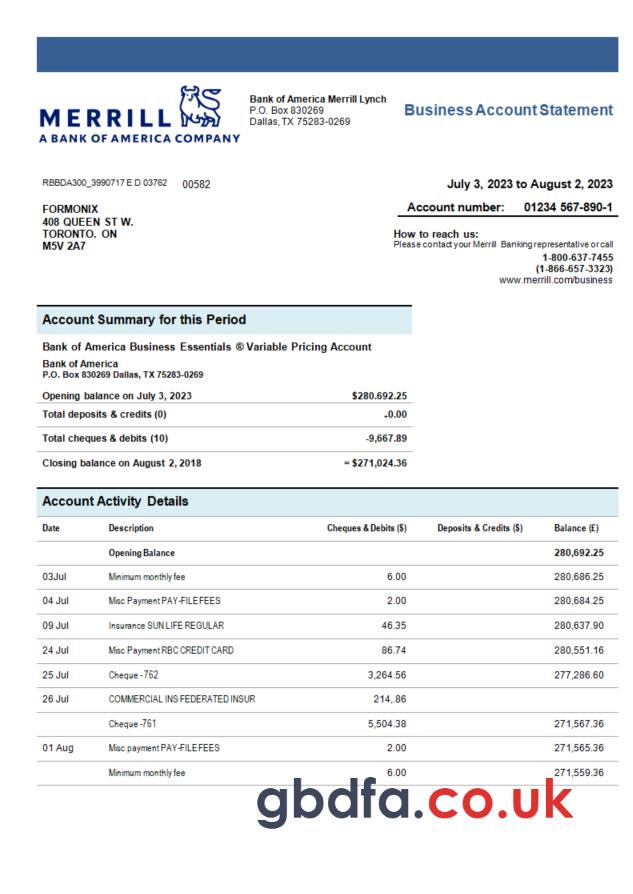 MERRILL
A BANK OF AMERICA COMPANY
Bank of America Merrill Lynch
P.O. Box 830269
Dallas, TX 75283-0269
Business Account Statement
RBBDA300_3990717 E D 03762 00582
July 3, 2023 to August 2, 2023
FORMONIX
408 QUEEN ST W.
TORONTO. ON
M5V 2A7
Account number: 01234 567-890-1
How to reach us:
Please contact your Merrill Banking representative or call
1-800-637-7455
(1-866-657-3323)
www.merrill.com/business
Account Summary for this Period
Bank of America Business Essentials ® Variable Pricing Account
Bank of America
P.O. Box 830269 Dallas, TX 75283-0269
Opening balance on July 3, 2023 $280.692.25
Total deposits & credits (0) -0.00
Total cheques & debits (10) -9,667.89
Closing balance on August 2, 2018 = $271,024.36
Account Activity Details
Date Description Cheques & Debits ($) Deposits & Credits ($) Balance (£)
Opening Balance 280,692.25
03Jul Minimum monthly fee 6.00 280,686.25
04 Jul Misc Payment PAY-FILE FEES 2.00 280,684.25
09 Jul Insurance SUN LIFE REGULAR 46.35 280,637.90
24 Jul Misc Payment RBC CREDIT CARD 86.74 280,551.16
25 Jul Cheque -762 3,264.56 277,286.60
26 Jul COMMERCIAL INS FEDERATED INSUR 214,.86
Cheque -761 5,504.38 271,567.36
01 Aug Misc payment PAY-FILE FEES 2.00 271,565.36
Minimum monthly fee 6.00 271,559.36
gbdfa.co.uk